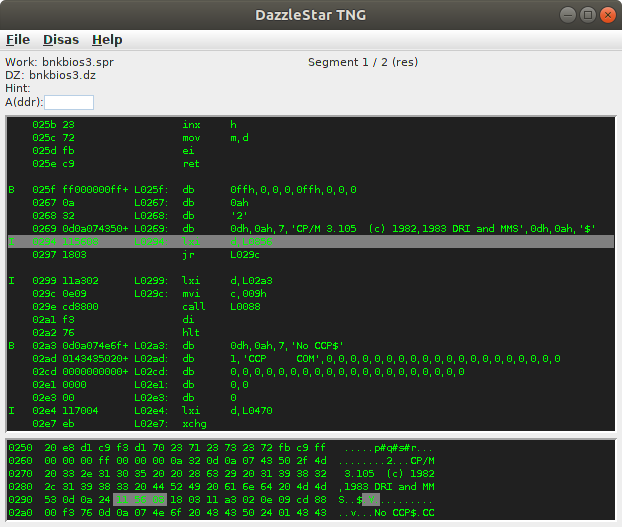 DazzleStar TNG
File Disas Help
Work: bnkbios3.spr Segment 1 / 2 (res)
DZ: bnkbios3.dz
Hint:
A(ddr):
025b 23 inx h
025c 72 mov m,d
025d fb ei
025e c9 ret
B 025f ff000000ff+ L025f: db 0ffh,0,0,0,0ffh,0,0,0
0267 0a L0267: db 0ah
0268 32 L0268: db '2'
0269 0d0a074350+ L0269: db 0dh,0ah,7,'CP/M 3.105  (c) 1982,1983 DRI and MMS',0dh,0ah,'$'
I 0294 L0294: lxi
0297 1803 jr L029c
I 0299 11a302 L0299: lxi d,L02a3
029c 0e09 L029c: mvi c,009h
029e cd8800 call L0088
02a1 f3 di
02a2 76 hlt
B 02a3 0d0a074e6f+ L02a3: db 0dh,0ah,7,'No CCP$'
02ad 0143435020+ L02ad: db 1,'CCP     COM',0,0,0,0,0,0,0,0,0,0,0,0,0,0,0,0,0,0,0,0
02cd 0000000000+ L02cd: db 0,0,0,0,0,0,0,0,0,0,0,0,0,0,0,0,0,0,0,0
02e1 0000 L02e1: db 0,0
02e3 00 L02e3: db 0
I 02e4 117004 L02e4: lxi d,L0470
02e7 eb xchg
0250 20 e8 d1 c9 f3 d1 70 23 71 23 73 23 72 fb c9 ff .....p#q#s#r...
0260 00 00 00 ff 00 00 00 0a 32 0d 0a 07 43 50 2f 4d ........2...CP/M
0270 20 33 2e 31 30 35 20 20 28 63 29 20 31 39 38 32 3.105  (c) 1982
0280 2c 31 39 38 33 20 44 52 49 20 61 6e 64 20 4d 4d ,1983 DRI and MM
0290 53 0d 0a 24 11 56 18 03 11 a3 02 0e 09 cd 88 S..$.V..........
02a0 00 f3 76 0d 0a 07 4e 6f 20 43 43 50 24 01 43 43 ..v...No CCP$.CC